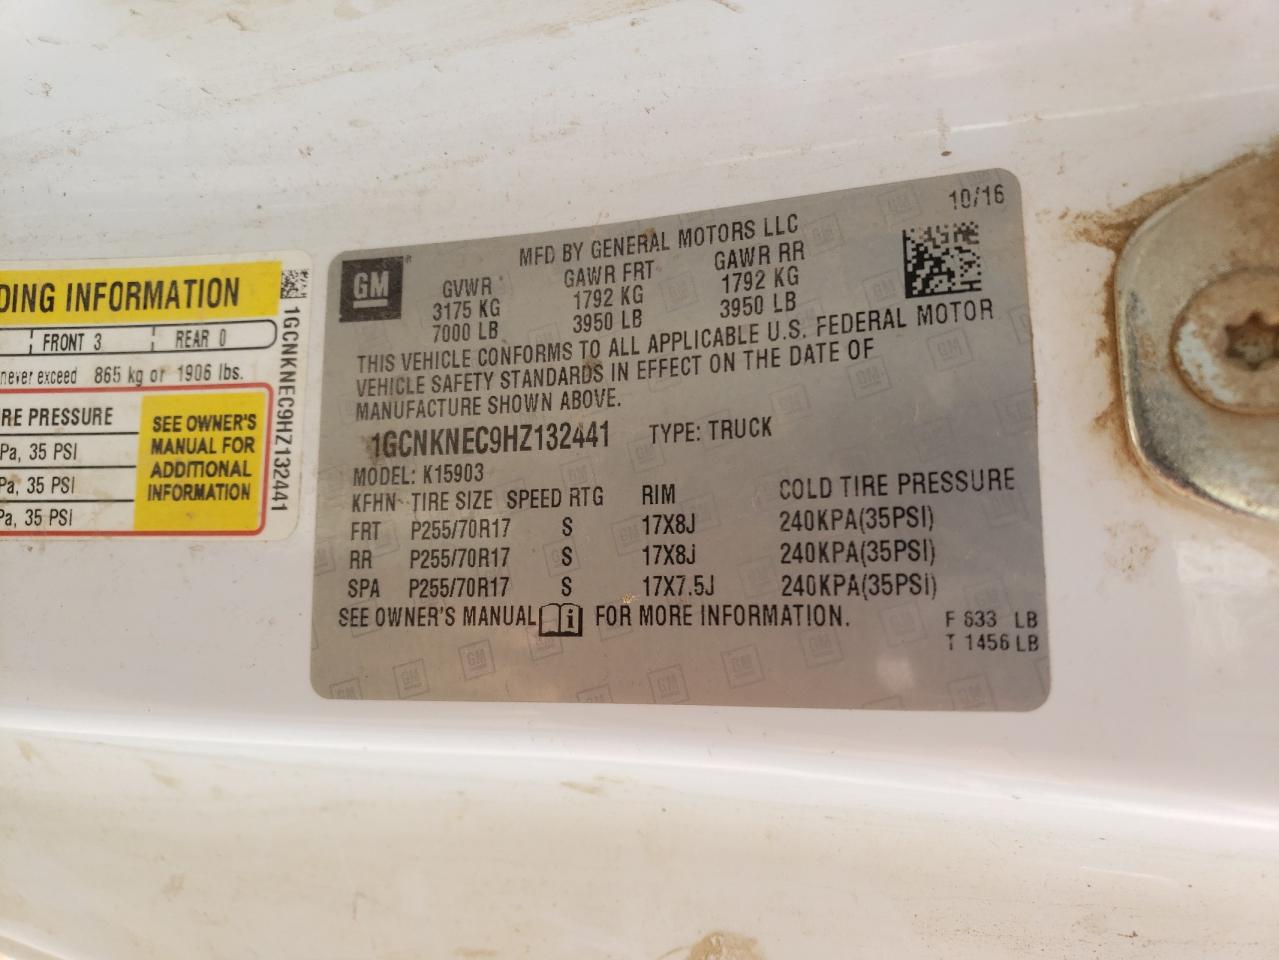 DING INFORMATION
FRONT 3 REAR 0
never exceed 865 kg or 1906 lbs.
RE PRESSURE
Pa, 35 PSI
Pa, 35 PSI
Pa, 35 PSI
SEE OWNER'S
MANUAL FOR
ADDITIONAL
INFORMATION
1GCNKNEC9HZ132441
GM®
10/16
MFD BY GENERAL MOTORS LLC
GVWR GAWR FRT GAWR RR
3175 KG 1792 KG 1792 KG
7000 LB 3950 LB 3950 LB
THIS VEHICLE CONFORMS TO ALL APPLICABLE U.S. FEDERAL MOTOR
VEHICLE SAFETY STANDARDS IN EFFECT ON THE DATE OF
MANUFACTURE SHOWN ABOVE.
1GCNKNEC9HZ132441 TYPE: TRUCK
MODEL: K15903
KFHN TIRE SIZE SPEED RTG RIM COLD TIRE PRESSURE
FRT P255/70R17 S 17X8J 240KPA(35PSI)
RR P255/70R17 S 17X8J 240KPA(35PSI)
SPA P255/70R17 S 17X7.5J 240KPA(35PSI)
SEE OWNER'S MANUAL i FOR MORE INFORMATION.
F LB
T 1456 LB